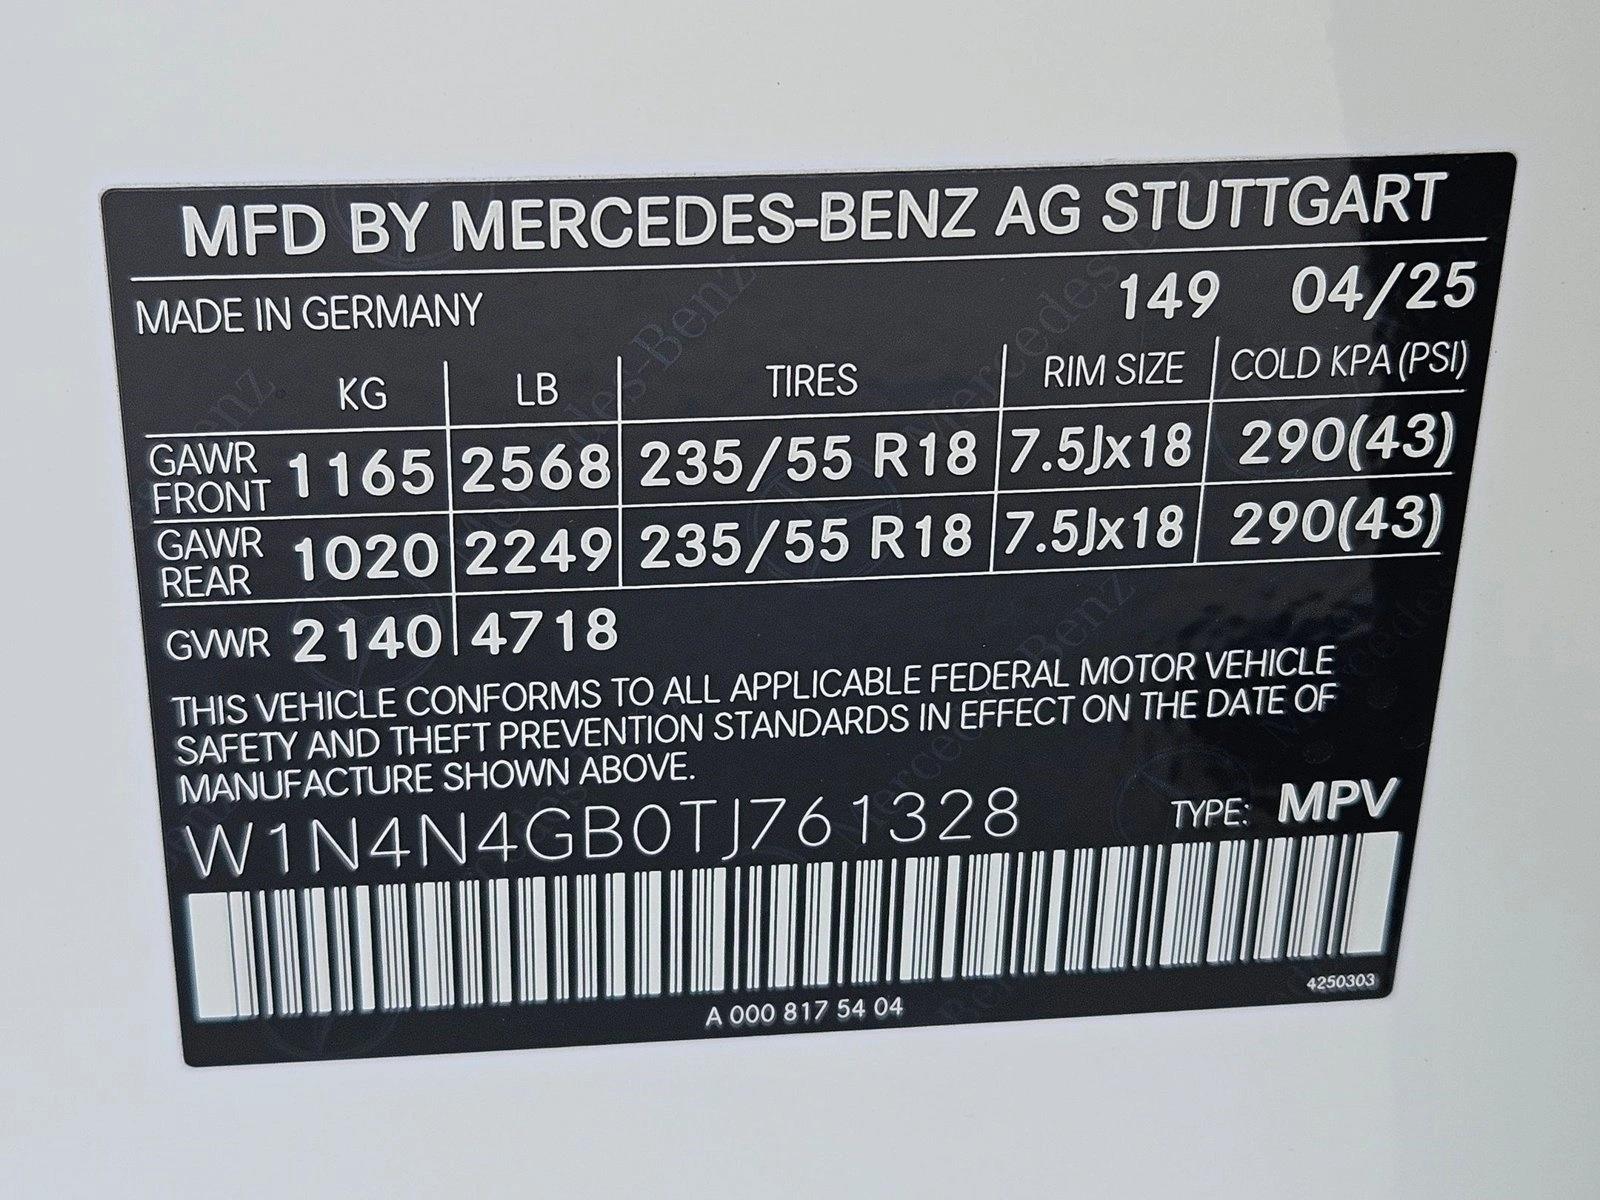 MFD BY MERCEDES-BENZ AG STUTTGART
MADE IN GERMANY 149 04/25
KG LB TIRES RIM SIZE COLD KPA (PSI)
GAWR FRONT 1165 2568 235/55 R18 7.5Jx18 290(43)
GAWR REAR 1020 2249 235/55 R18 7.5Jx18 290(43)
GVWR 2140 4718
THIS VEHICLE CONFORMS TO ALL APPLICABLE FEDERAL MOTOR VEHICLE
SAFETY AND THEFT PREVENTION STANDARDS IN EFFECT ON THE DATE OF
MANUFACTURE SHOWN ABOVE.
W1N4N4GB0TJ761328 TYPE: MPV
4250303
A 000 817 54 04